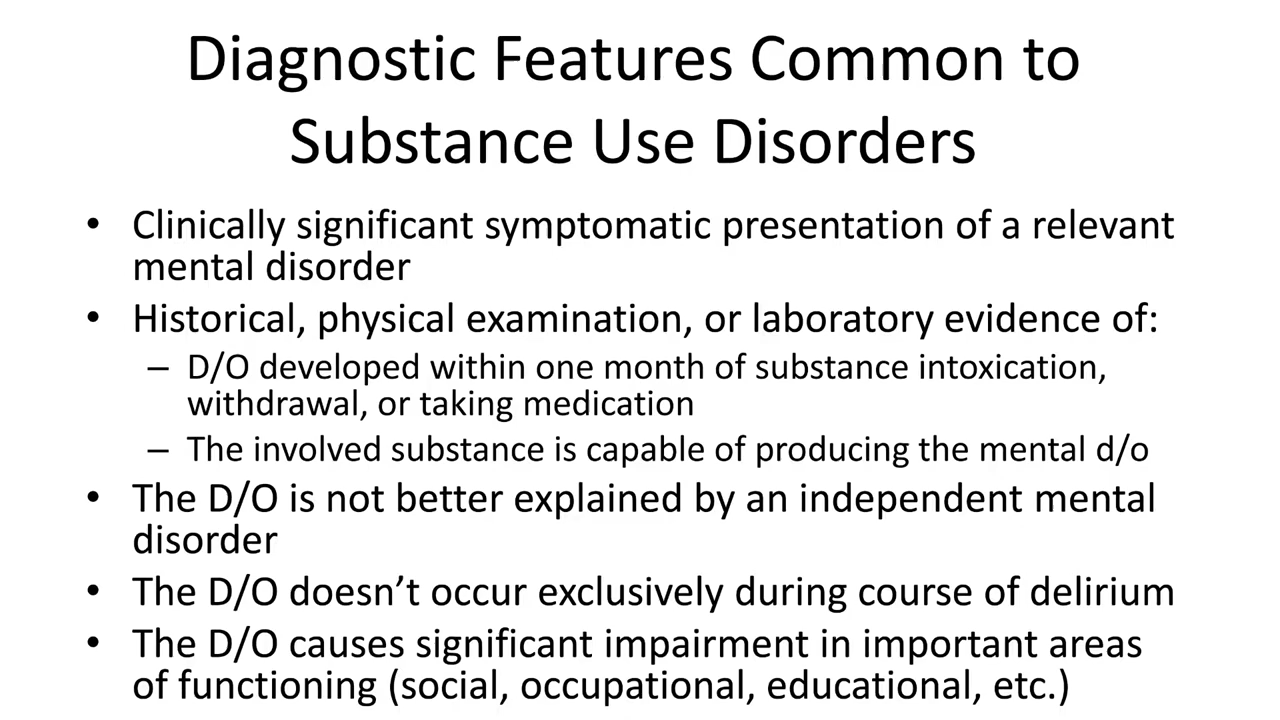 Diagnostic Features Common to
Substance Use Disorders
• Clinically significant symptomatic presentation of a relevant
mental disorder
• Historical, physical examination, or laboratory evidence of:
– D/O developed within one month of substance intoxication,
withdrawal, or taking medication
– The involved substance is capable of producing the mental d/o
• The D/O is not better explained by an independent mental
disorder
• The D/O doesn’t occur exclusively during course of delirium
• The D/O causes significant impairment in important areas
of functioning (social, occupational, educational, etc.)